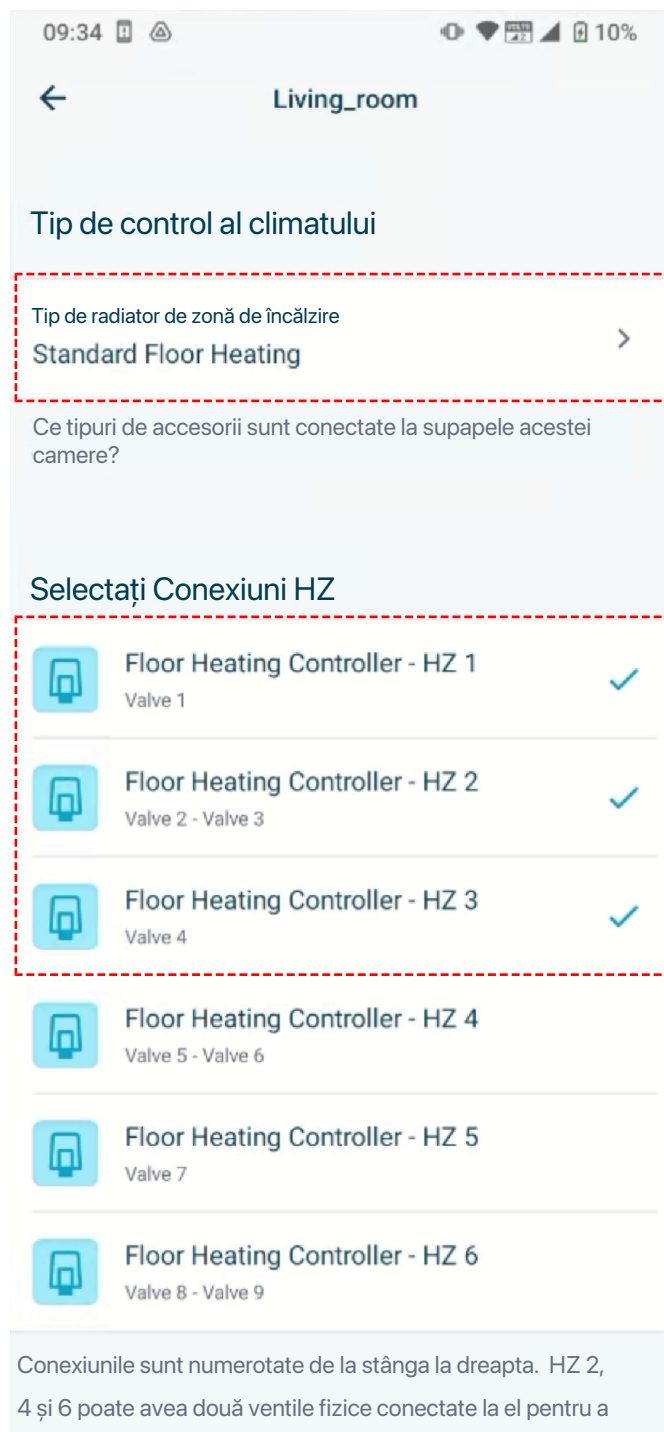 09:34
VOLTE
10%
Living_room
Tip de control al climatului
Tip de radiator de zonă de încălzire
Standard Floor Heating
Ce tipuri de accesorii sunt conectate la supapele acestei
camere?
Selectați Conexiuni HZ
Floor Heating Controller - HZ 1
Valve 1
Floor Heating Controller - HZ 2
Valve 2 - Valve 3
Floor Heating Controller - HZ 3
Valve 4
Floor Heating Controller - HZ 4
Valve 5 - Valve 6
Floor Heating Controller - HZ 5
Valve 7
Floor Heating Controller - HZ 6
Valve 8 - Valve 9
Conexiunile sunt numerotate de la stânga la dreapta. HZ 2,
4 și 6 poate avea două ventile fizice conectate la el pentru a